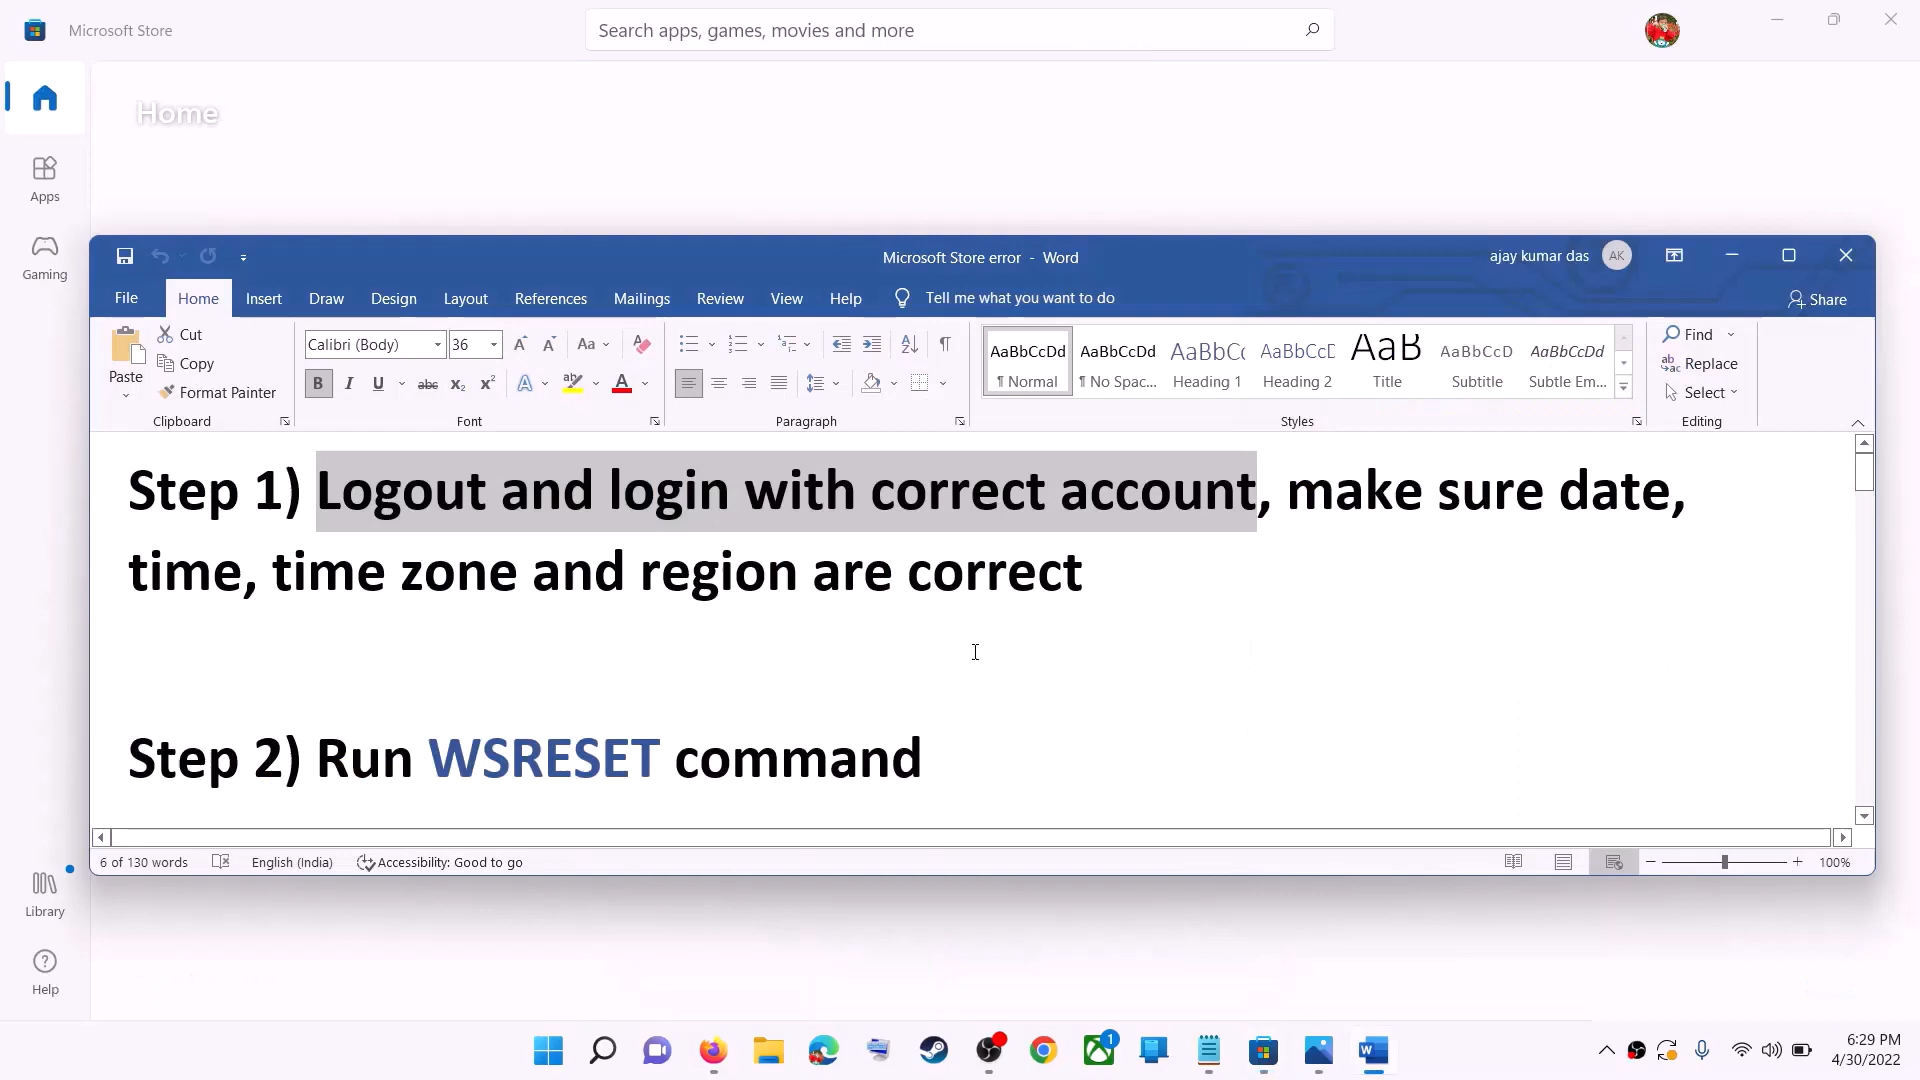 Microsoft Store
Search apps, games, movies and more
Home
Apps
Gaming
Library
Help
Microsoft Store error - Word
ajay kumar das
AK
File
Home
Insert
Draw
Design
Layout
References
Mailings
Review
View
Help
Tell me what you want to do
Share
Paste
Cut
Copy
Format Painter
Clipboard
Calibri (Body)
36
Font
Paragraph
AaBbCcDd
¶ Normal
AaBbCcDd
¶ No Spac...
AaBbCc
Heading 1
AaBbCcD
Heading 2
AaB
Title
AaBbCcD
Subtitle
AaBbCcDd
Subtle Em...
Styles
Find
Replace
Select
Editing
Step 1) Logout and login with correct account, make sure date,
time, time zone and region are correct
Step 2) Run WSRESET command
6 of 130 words
English (India)
Accessibility: Good to go
100%
1
6:29 PM
4/30/2022